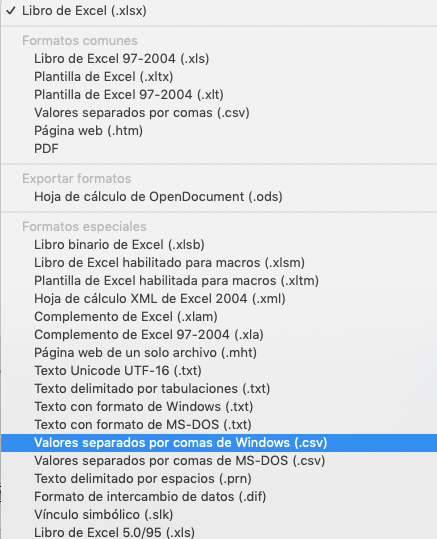 ✓ Libro de Excel (.xlsx)
Formatos comunes
Libro de Excel 97-2004 (.xls)
Plantilla de Excel (.xltx)
Plantilla de Excel 97-2004 (.xlt)
Valores separados por comas (.csv)
Página web (.htm)
PDF
Exportar formatos
Hoja de cálculo de OpenDocument (.ods)
Formatos especiales
Libro binario de Excel (.xlsb)
Libro de Excel habilitado para macros (.xlsm)
Plantilla de Excel habilitada para macros (.xltm)
Hoja de cálculo XML de Excel 2004 (.xml)
Complemento de Excel (.xlam)
Complemento de Excel 97-2004 (.xla)
Página web de un solo archivo (.mht)
Texto Unicode UTF-16 (.txt)
Texto delimitado por tabulaciones (.txt)
Texto con formato de Windows (.txt)
Texto con formato de MS-DOS (.txt)
Valores separados por comas de Windows (.csv)
Valores separados por comas de MS-DOS (.csv)
Texto delimitado por espacios (.prn)
Formato de intercambio de datos (.dif)
Vínculo simbólico (.slk)
Libro de Excel 5.0/95 (.xls)